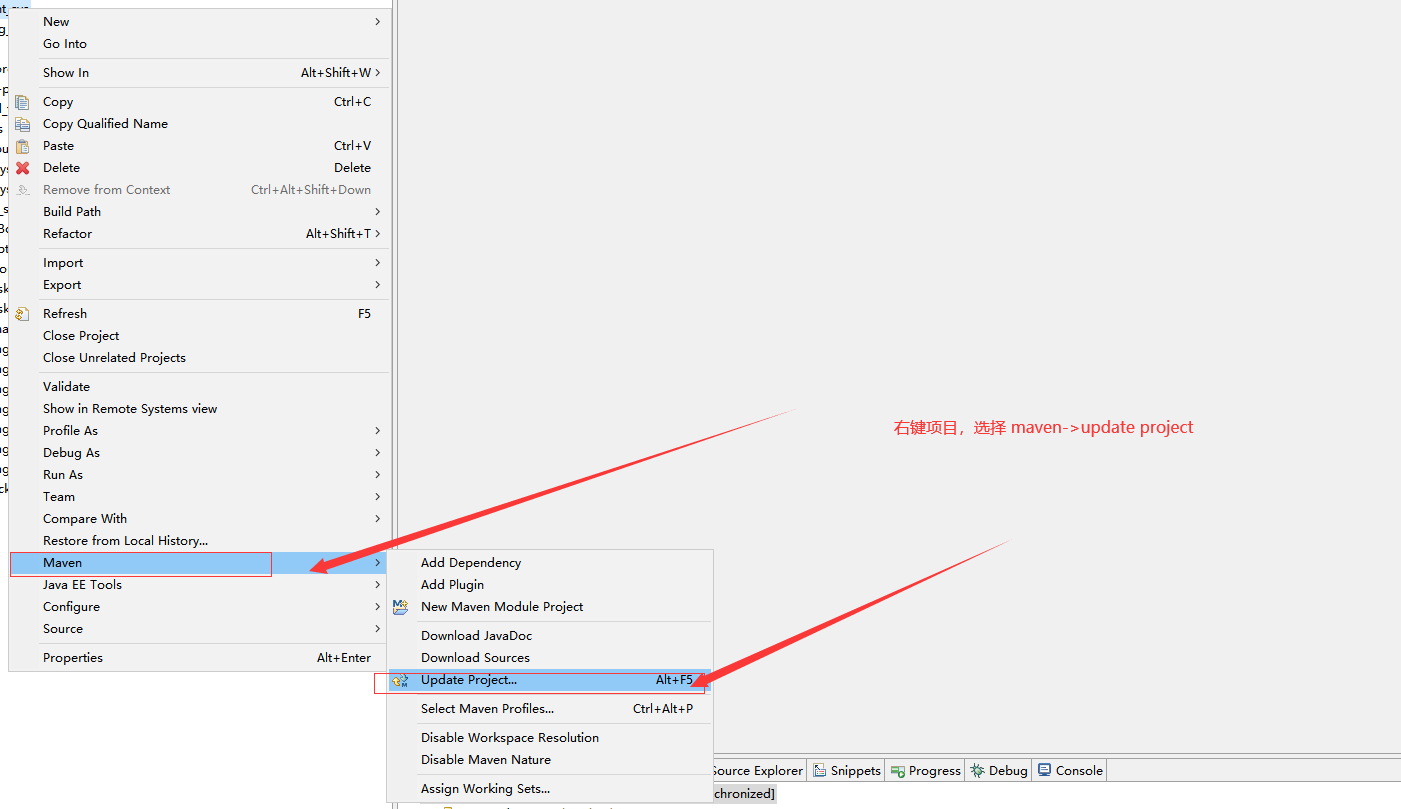 New
Go Into
Show In Alt+Shift+W
Copy Ctrl+C
Copy Qualified Name
Paste Ctrl+V
Delete Delete
Remove from Context Ctrl+Alt+Shift+Down
Build Path
Refactor Alt+Shift+T
Import
Export
Refresh F5
Close Project
Close Unrelated Projects
Validate
Show in Remote Systems view
Profile As
Debug As
Run As
Team
Compare With
Restore from Local History...
Maven
Java EE Tools
Configure
Source
Properties Alt+Enter
右键项目，选择 maven->update project
Add Dependency
Add Plugin
New Maven Module Project
Download JavaDoc
Download Sources
Update Project... Alt+F5
Select Maven Profiles... Ctrl+Alt+P
Disable Workspace Resolution
Disable Maven Nature
Assign Working Sets...
Source Explorer Snippets Progress Debug Console
chronized]